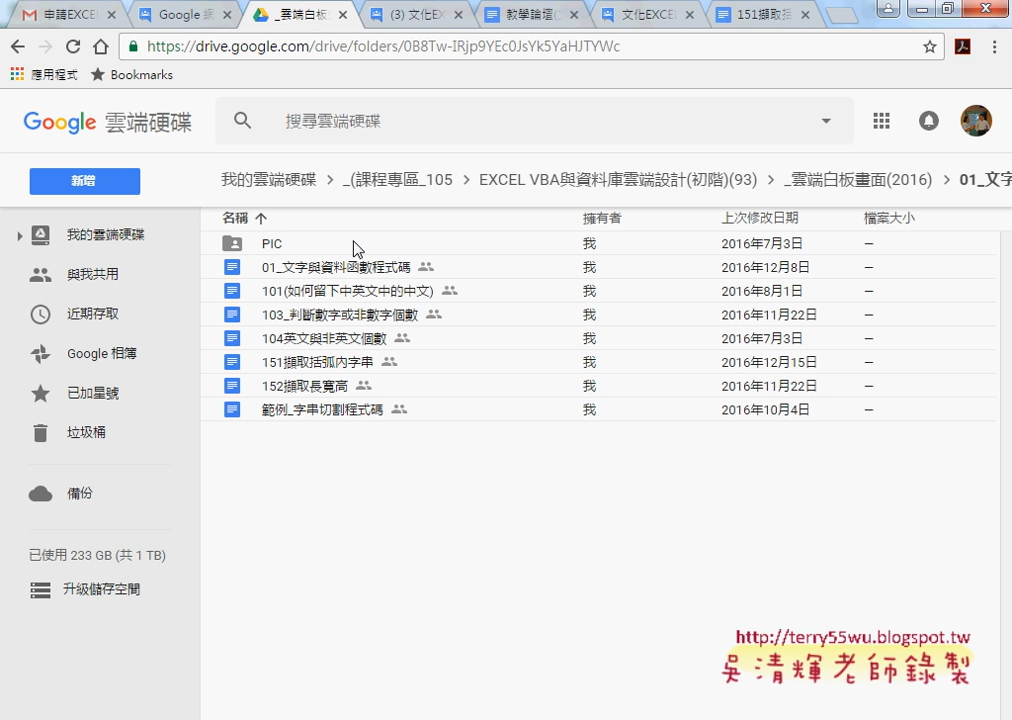 申請EXCE
Google 網
_雲端白板
(3) 文化EX
教學論壇(
文化EXCEL
151擷取括
https://drive.google.com/drive/folders/0B8Tw-IRjp9YEc0JsYk5YaHJTYWc
應用程式
Bookmarks
Google 雲端硬碟
搜尋雲端硬碟
新增
我的雲端硬碟 > _(課程專區_105 > EXCEL VBA與資料庫雲端設計(初階)(93) > _雲端白板畫面(2016) > 01_文字
名稱 擁有者 上次修改日期 檔案大小
我的雲端硬碟
與我共用
近期存取
Google 相簿
已加星號
垃圾桶
備份
已使用 233 GB (共 1 TB)
升級儲存空間
PIC 我 2016年7月3日 —
01_文字與資料函數程式碼 我 2016年12月8日 —
101(如何留下中英文中的中文) 我 2016年8月1日 —
103_判斷數字或非數字個數 我 2016年11月22日 —
104英文與非英文個數 我 2016年7月3日 —
151擷取括弧內字串 我 2016年12月15日 —
152擷取長寬高 我 2016年11月22日 —
範例_字串切割程式碼 我 2016年10月4日 —
http://terry55wu.blogspot.tw
吳清輝老師錄製